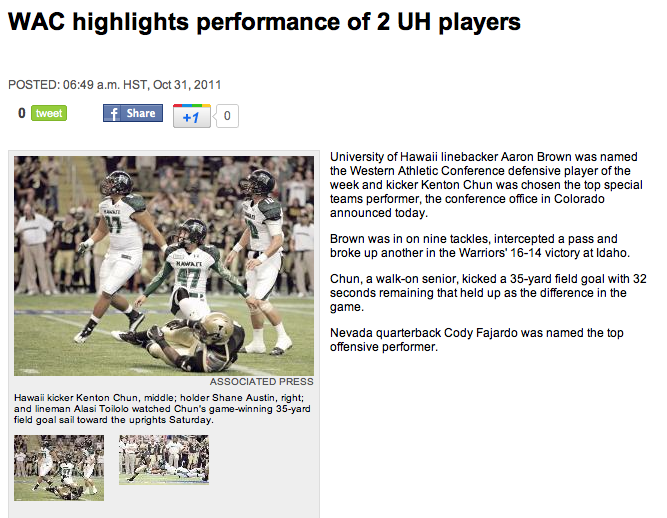 WAC highlights performance of 2 UH players
POSTED: 06:49 a.m. HST, Oct 31, 2011
0 tweet f Share +1 0
University of Hawaii linebacker Aaron Brown was named
the Western Athletic Conference defensive player of the
week and kicker Kenton Chun was chosen the top special
teams performer, the conference office in Colorado
announced today.
Brown was in on nine tackles, intercepted a pass and
broke up another in the Warriors' 16-14 victory at Idaho.
Chun, a walk-on senior, kicked a 35-yard field goal with 32
seconds remaining that held up as the difference in the
game.
Nevada quarterback Cody Fajardo was named the top
offensive performer.
HAWAII
HAWAII
ASSOCIATED PRESS
Hawaii kicker Kenton Chun, middle; holder Shane Austin, right;
and lineman Alasi Toilolo watched Chun's game-winning 35-yard
field goal sail toward the uprights Saturday.